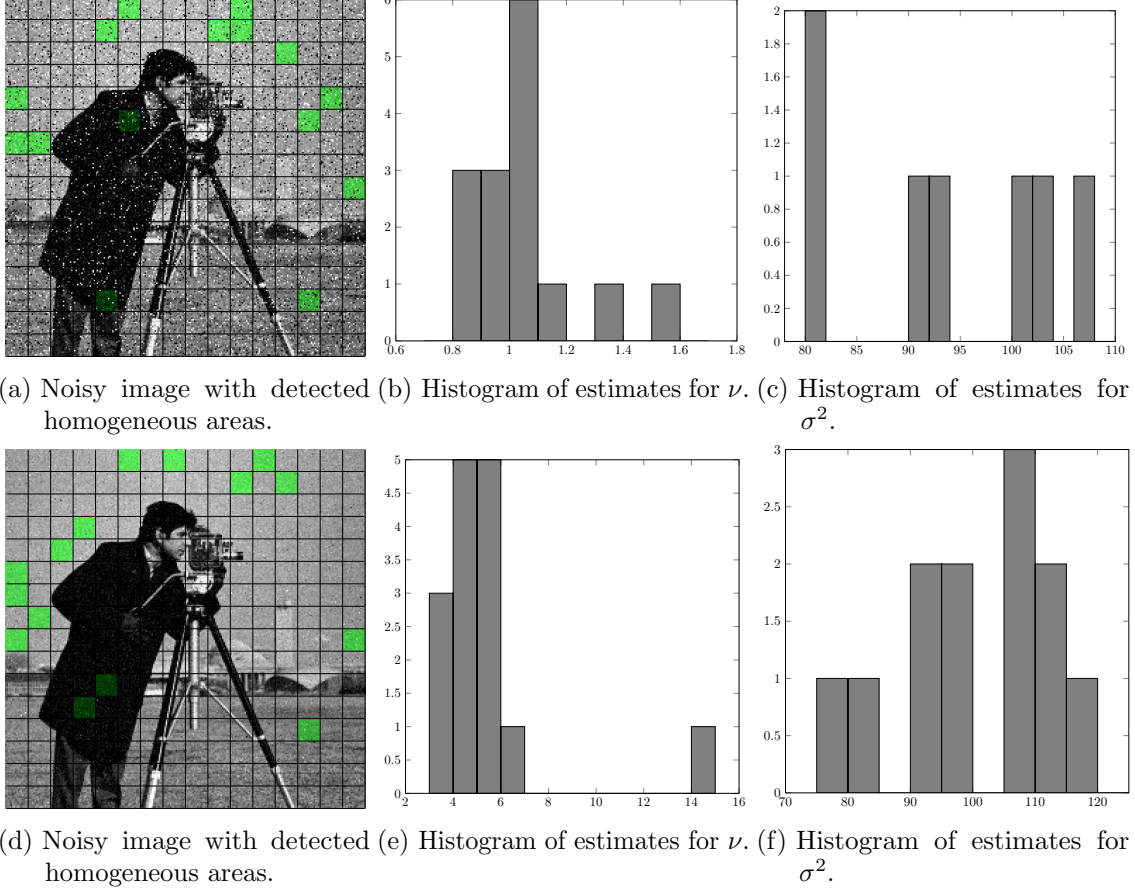 6
5
4
3
2
1
0
0.6 0.8 1 1.2 1.4 1.6 1.8
2
1.8
1.6
1.4
1.2
1
0.8
0.6
0.4
0.2
0
80 85 90 95 100 105 110
(a) Noisy image with detected
homogeneous areas.
(b) Histogram of estimates for ν.
(c) Histogram of estimates for
σ².
5
4.5
4
3.5
3
2.5
2
1.5
1
0.5
0
2 4 6 8 10 12 14 16
3
2.5
2
1.5
1
0.5
0
70 80 90 100 110 120
(d) Noisy image with detected
homogeneous areas.
(e) Histogram of estimates for ν.
(f) Histogram of estimates for
σ².